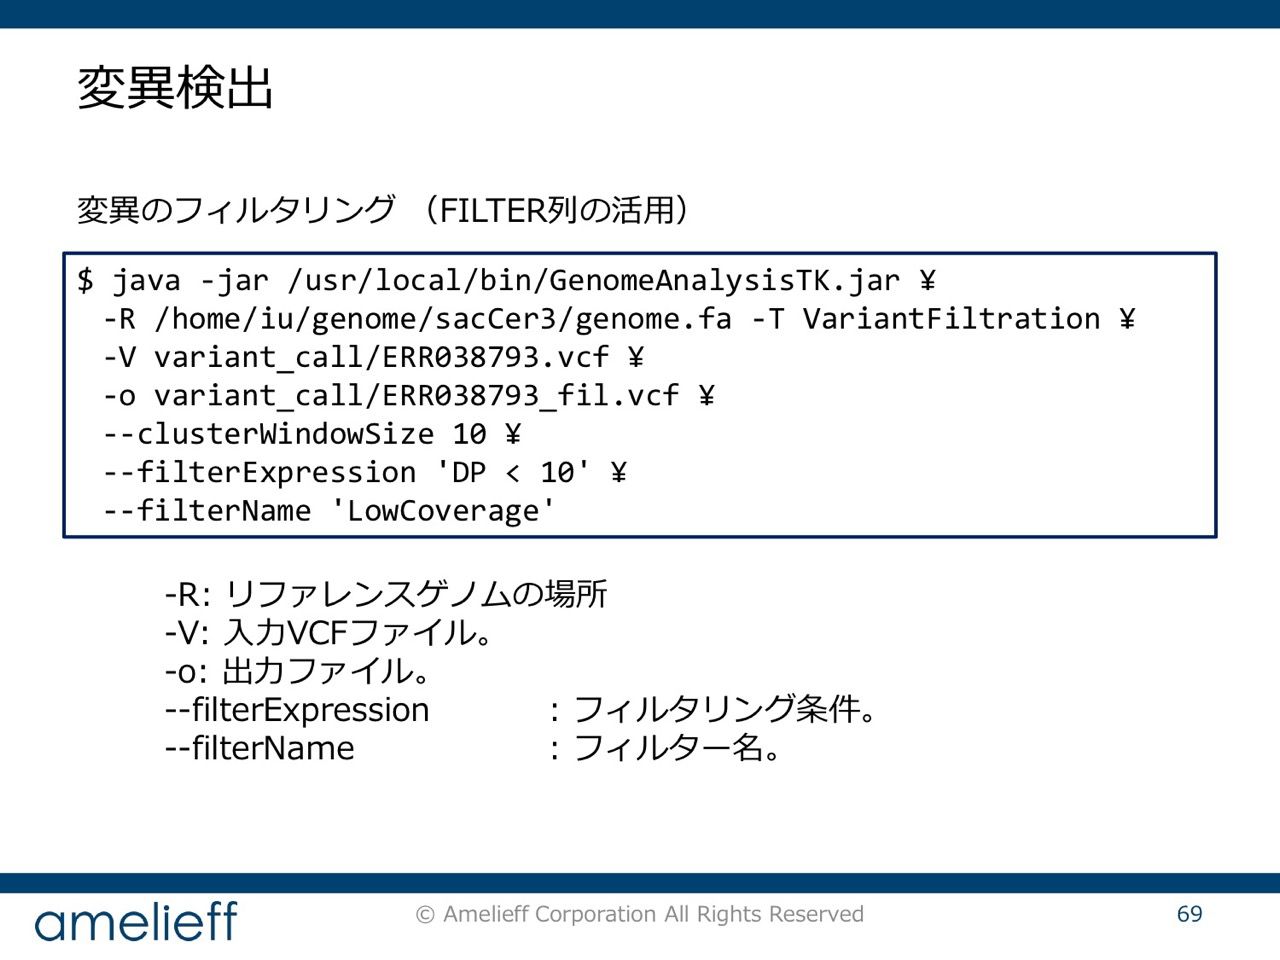 変異検出
変異のフィルタリング （FILTER列の活用）
$ java -jar /usr/local/bin/GenomeAnalysisTK.jar ¥
-R /home/iu/genome/sacCer3/genome.fa -T VariantFiltration ¥
-V variant_call/ERR038793.vcf ¥
-o variant_call/ERR038793_fil.vcf ¥
--clusterWindowSize 10 ¥
--filterExpression 'DP < 10' ¥
--filterName 'LowCoverage'
-R: リファレンスゲノムの場所
-V: 入力VCFファイル。
-o: 出力ファイル。
--filterExpression : フィルタリング条件。
--filterName : フィルター名。
amelieff
© Amelieff Corporation All Rights Reserved
69